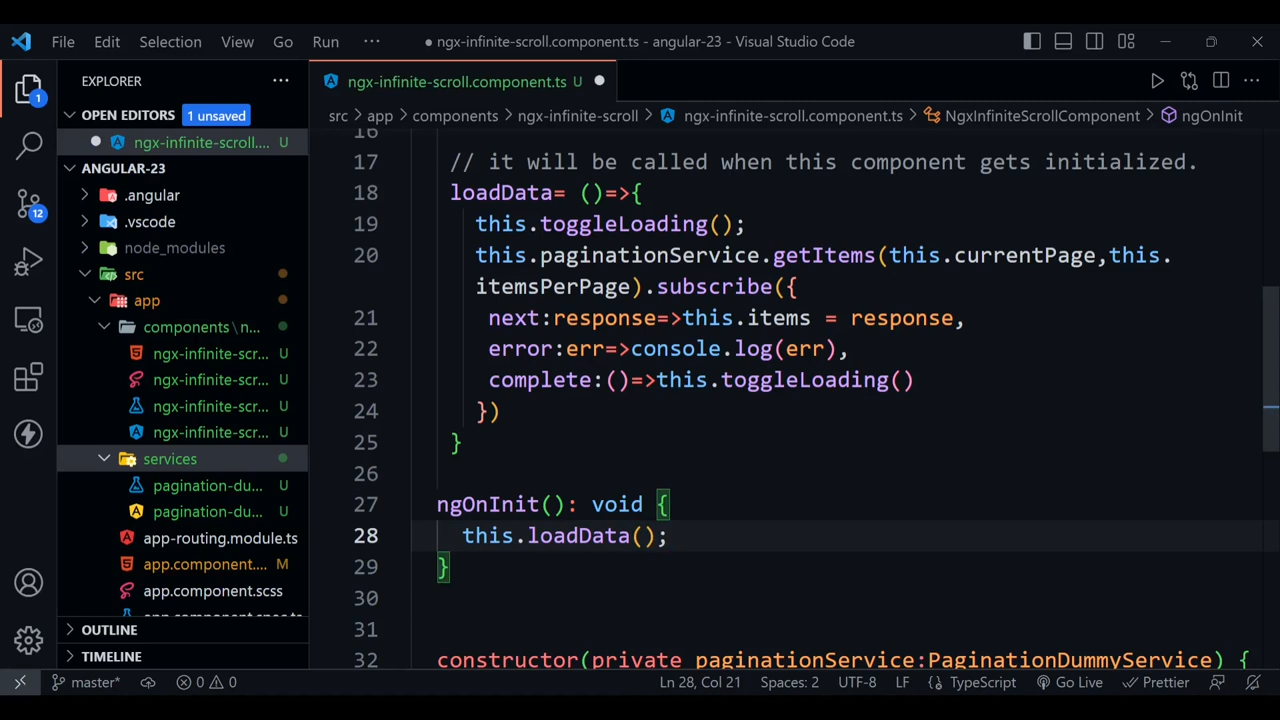 File Edit Selection View Go Run ··· ● ngx-infinite-scroll.component.ts - angular-23 - Visual Studio Code
EXPLORER ···
ngx-infinite-scroll.component.ts U ●
OPEN EDITORS 1 unsaved
src > app > components > ngx-infinite-scroll > ngx-infinite-scroll.component.ts > NgxInfiniteScrollComponent > ngOnInit
● ngx-infinite-scroll.... U
ANGULAR-23
.angular
.vscode
node_modules
src
app
components \ n...
ngx-infinite-scr... U
ngx-infinite-scr... U
ngx-infinite-scr... U
ngx-infinite-scr... U
services
pagination-du... U
pagination-du... U
app-routing.module.ts
app.component.... M
app.component.scss
app.component.spec.ts
OUTLINE
TIMELINE
1
12
16
17 // it will be called when this component gets initialized.
18 loadData= ()=>{
19 this.toggleLoading();
20 this.paginationService.getItems(this.currentPage,this.
itemsPerPage).subscribe({
21 next:response=>this.items = response,
22 error:err=>console.log(err),
23 complete:()=>this.toggleLoading()
24 })
25 }
26
27 ngOnInit(): void {
28 this.loadData();
29 }
30
31
32 constructor(private paginationService:PaginationDummyService) {
master* 0 0 Ln 28, Col 21 Spaces: 2 UTF-8 LF TypeScript Go Live Prettier